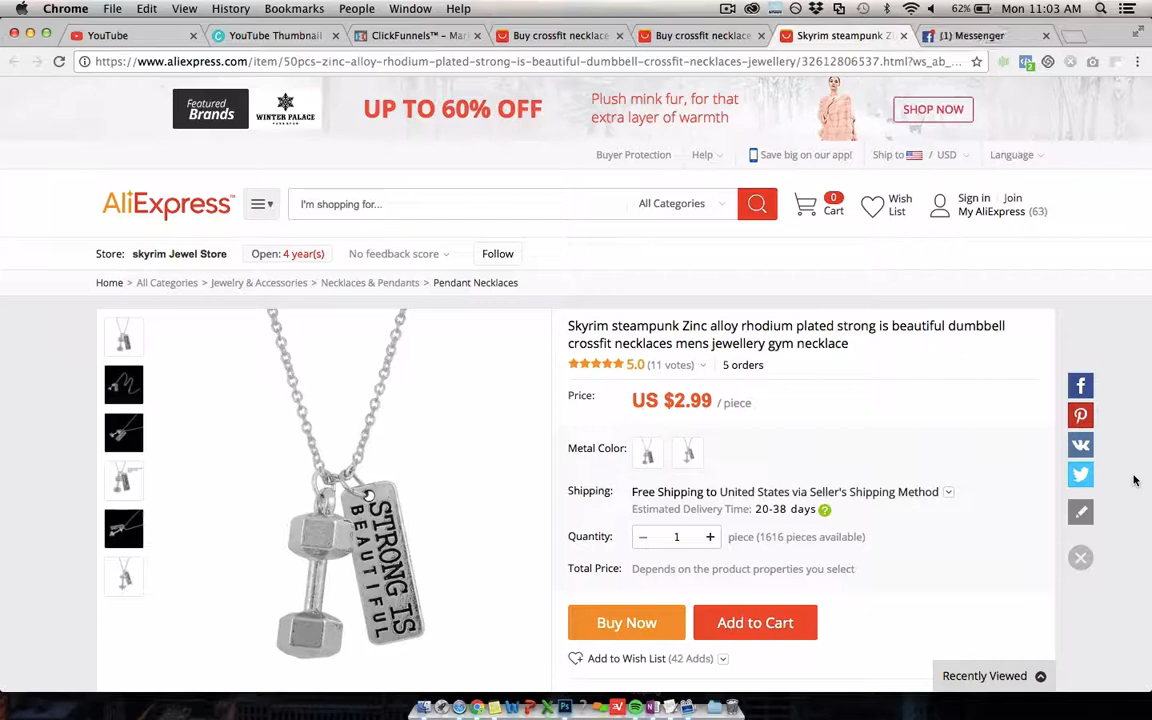 Chrome File Edit View History Bookmarks People Window Help 62% Mon 11:03 AM
YouTube YouTube Thumbnail ClickFunnels™ – Mar Buy crossfit necklace Buy crossfit necklace Skyrim steampunk Zi (1) Messenger
https://www.aliexpress.com/item/50pcs-zinc-alloy-rhodium-plated-strong-is-beautiful-dumbbell-crossfit-necklaces-jewellery/32612806537.html?ws_ab_...
Featured Brands
WINTER PALACE
UP TO 60% OFF
Plush mink fur, for that
extra layer of warmth
SHOP NOW
Buyer Protection Help Save big on our app! Ship to / USD Language
AliExpress™
I'm shopping for... All Categories
0
Cart
Wish
List
Sign in | Join
My AliExpress (63)
Store: skyrim Jewel Store Open: 4 year(s) No feedback score Follow
Home > All Categories > Jewelry & Accessories > Necklaces & Pendants > Pendant Necklaces
STRONG IS
BEAUTIFUL
Skyrim steampunk Zinc alloy rhodium plated strong is beautiful dumbbell
crossfit necklaces mens jewellery gym necklace
5.0 (11 votes) 5 orders
Price: US $2.99 / piece
Metal Color:
Shipping: Free Shipping to United States via Seller's Shipping Method
Estimated Delivery Time: 20-38 days ?
Quantity: – 1 + piece (1616 pieces available)
Total Price: Depends on the product properties you select
Buy Now Add to Cart
Add to Wish List (42 Adds)
Recently Viewed